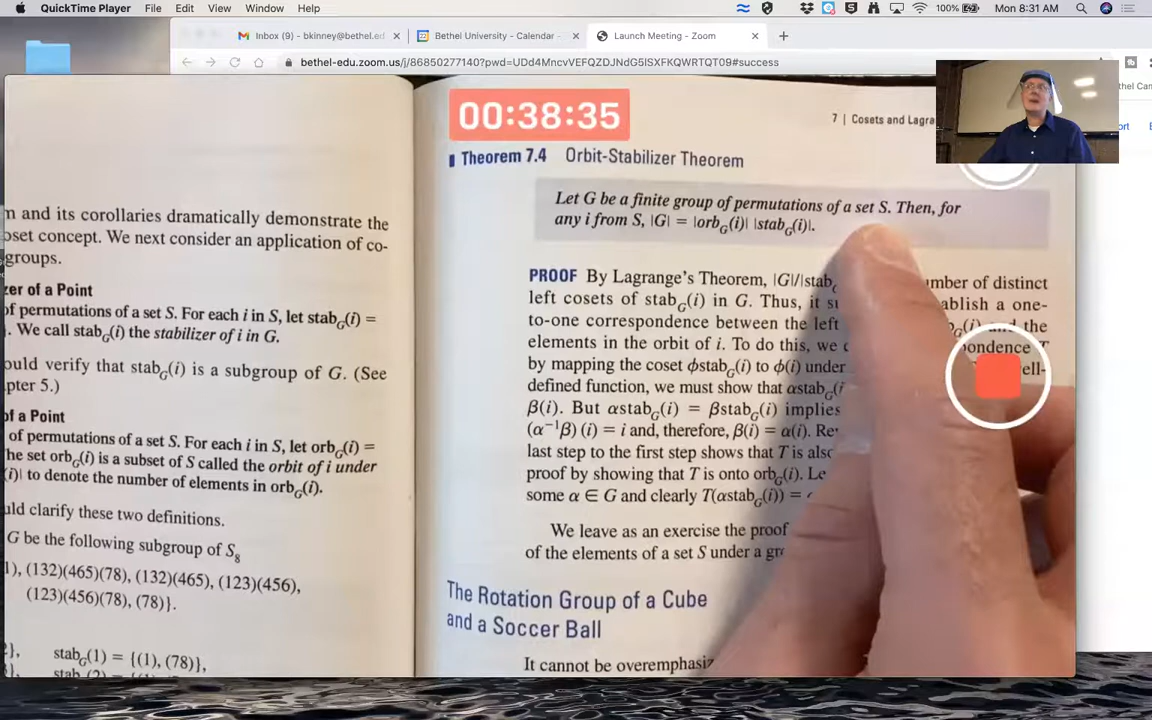 QuickTime Player File Edit View Window Help
100%
Mon 8:31 AM
Inbox (9) - bkinney@bethel.ed
Bethel University - Calendar -
Launch Meeting - Zoom
bethel-edu.zoom.us/j/86850277140?pwd=UDd4MncvVEFQZDJNdG5lSXFKQWRTQT09#success
thel Can
ort
m and its corollaries dramatically demonstrate the
oset concept. We next consider an application of co-
groups.
zer of a Point
of permutations of a set S. For each i in S, let stabG(i) =
. We call stabG(i) the stabilizer of i in G.
ould verify that stabG(i) is a subgroup of G. (See
pter 5.)
of a Point
of permutations of a set S. For each i in S, let orbG(i) =
he set orbG(i) is a subset of S called the orbit of i under
(i)| to denote the number of elements in orbG(i).
uld clarify these two definitions.
G be the following subgroup of S8
1), (132)(465)(78), (132)(465), (123)(456),
(123)(456)(78), (78)}.
2}, stabG(1) = {(1), (78)},
00:38:35
7 | Cosets and Lagra
Theorem 7.4 Orbit-Stabilizer Theorem
Let G be a finite group of permutations of a set S. Then, for
any i from S, |G| = |orbG(i)| |stabG(i)|.
PROOF By Lagrange's Theorem, |G|/|stabG umber of distinct
left cosets of stabG(i) in G. Thus, it su ablish a one-
to-one correspondence between the left bG(i) and the
elements in the orbit of i. To do this, we c pondence T
by mapping the coset ϕstabG(i) to ϕ(i) under ell-
defined function, we must show that αstabG(i
β(i). But αstabG(i) = βstabG(i) implies
(α⁻¹β) (i) = i and, therefore, β(i) = α(i). Re
last step to the first step shows that T is also
proof by showing that T is onto orbG(i). Le
some α ∈ G and clearly T(αstabG(i)) =
We leave as an exercise the proof
of the elements of a set S under a gr
The Rotation Group of a Cube
and a Soccer Ball
It cannot be overemphasiz